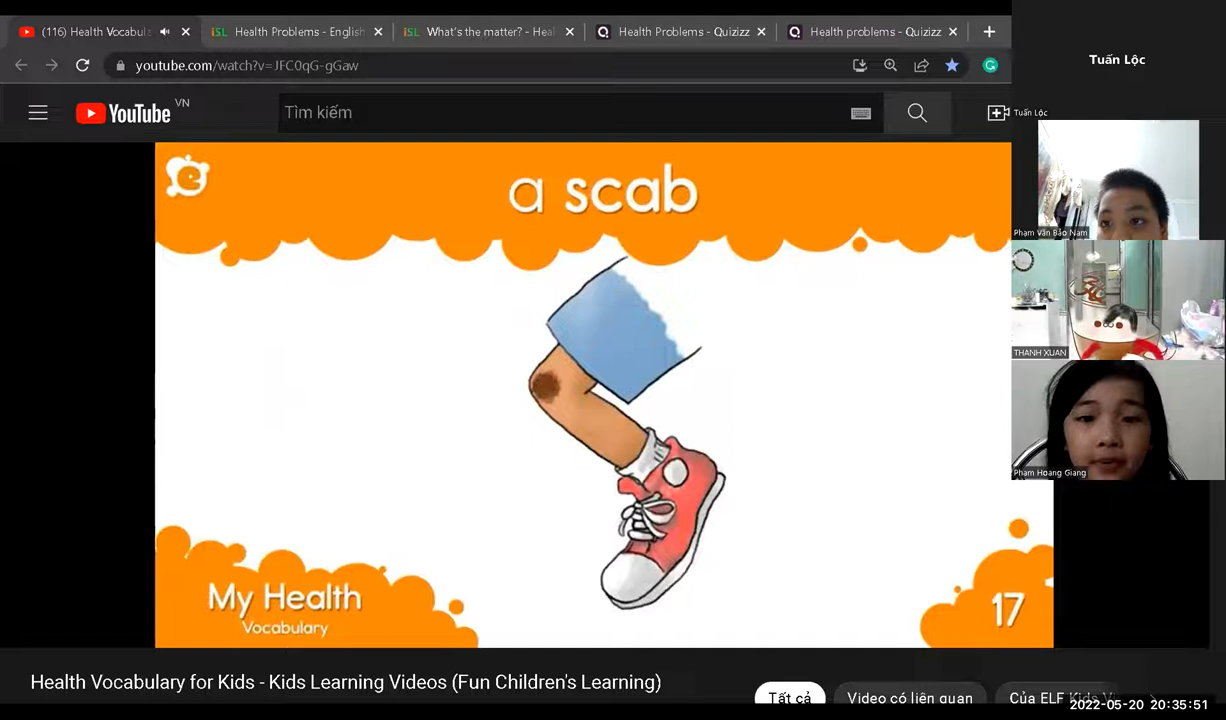 (116) Health Vocabula
iSL Health Problems - English
iSL What's the matter? - Heal
Health Problems - Quizizz
Health problems - Quizizz
youtube.com/watch?v=JFC0qG-gGaw
YouTube VN
Tìm kiếm
Tuấn Lộc
Tuấn Lộc
Phạm Văn Bảo Nam
THANH XUAN
Phạm Hoàng Giang
a scab
My Health
Vocabulary
17
Health Vocabulary for Kids - Kids Learning Videos (Fun Children's Learning)
Tất cả
Video có liên quan
Của ELF Kids V
2022-05-20 20:35:51